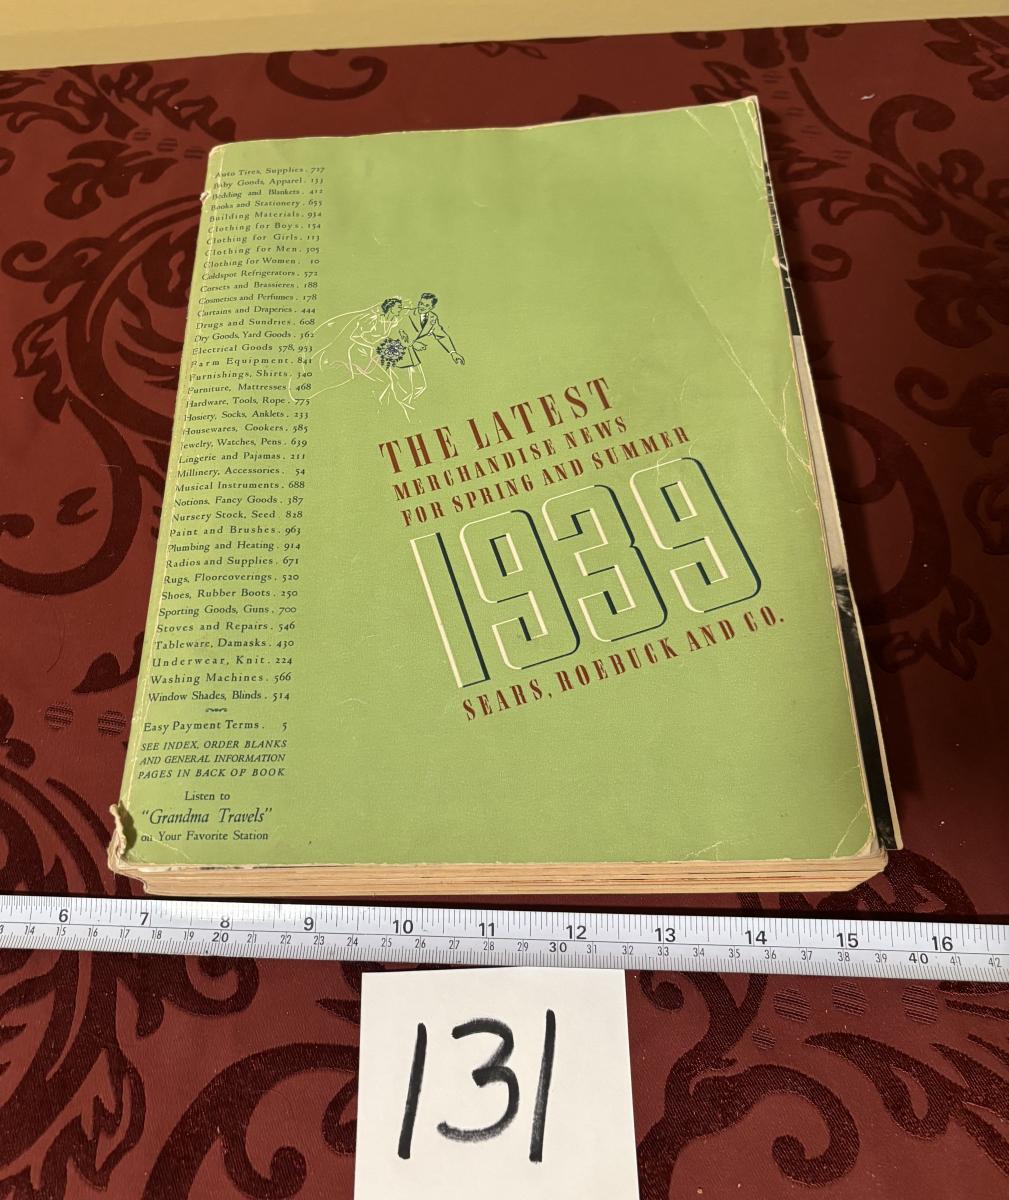 Auto Tires, Supplies . 727
Baby Goods, Apparel . 133
Bedding and Blankets . 412
Books and Stationery . 655
Building Materials . 934
Clothing for Boys . 154
Clothing for Girls . 113
Clothing for Men . 305
Clothing for Women . 10
Coldspot Refrigerators . 572
Corsets and Brassieres . 188
Cosmetics and Perfumes . 178
Curtains and Draperies . 444
Drugs and Sundries . 608
Dry Goods, Yard Goods . 362
Electrical Goods 578, 953
Farm Equipment . 841
Furnishings, Shirts . 340
Furniture, Mattresses . 468
Hardware, Tools, Rope . 775
Hosiery, Socks, Anklets . 233
Housewares, Cookers . 585
Jewelry, Watches, Pens . 639
Lingerie and Pajamas . 211
Millinery, Accessories . 54
Musical Instruments . 688
Notions, Fancy Goods . 387
Nursery Stock, Seed 828
Paint and Brushes . 963
Plumbing and Heating . 914
Radios and Supplies . 671
Rugs, Floorcoverings . 520
Shoes, Rubber Boots . 250
Sporting Goods, Guns . 700
Stoves and Repairs . 546
Tableware, Damasks . 430
Underwear, Knit . 224
Washing Machines . 566
Window Shades, Blinds . 514
Easy Payment Terms . 5
SEE INDEX, ORDER BLANKS
AND GENERAL INFORMATION
PAGES IN BACK OF BOOK
Listen to
"Grandma Travels"
on Your Favorite Station
THE LATEST
MERCHANDISE NEWS
FOR SPRING AND SUMMER
1939
SEARS, ROEBUCK AND CO.
6 7 8 9 10 11 12 13 14 15 16
3 14 15 16 17 18 19 20 21 22 23 24 25 26 27 28 29 30 31 32 33 34 35 36 37 38 39 40 41 42
131